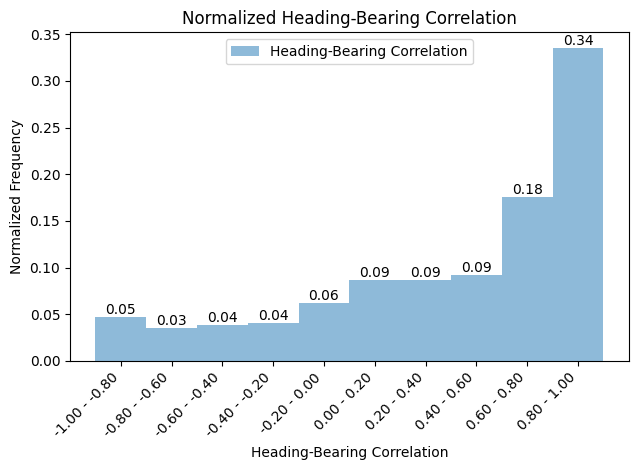 Normalized Heading-Bearing Correlation
Heading-Bearing Correlation
Normalized Frequency
0.35
0.30
0.25
0.20
0.15
0.10
0.05
0.00
0.05
0.03
0.04
0.04
0.06
0.09
0.09
0.09
0.18
0.34
-1.00 - -0.80
-0.80 - -0.60
-0.60 - -0.40
-0.40 - -0.20
-0.20 - 0.00
0.00 - 0.20
0.20 - 0.40
0.40 - 0.60
0.60 - 0.80
0.80 - 1.00
Heading-Bearing Correlation